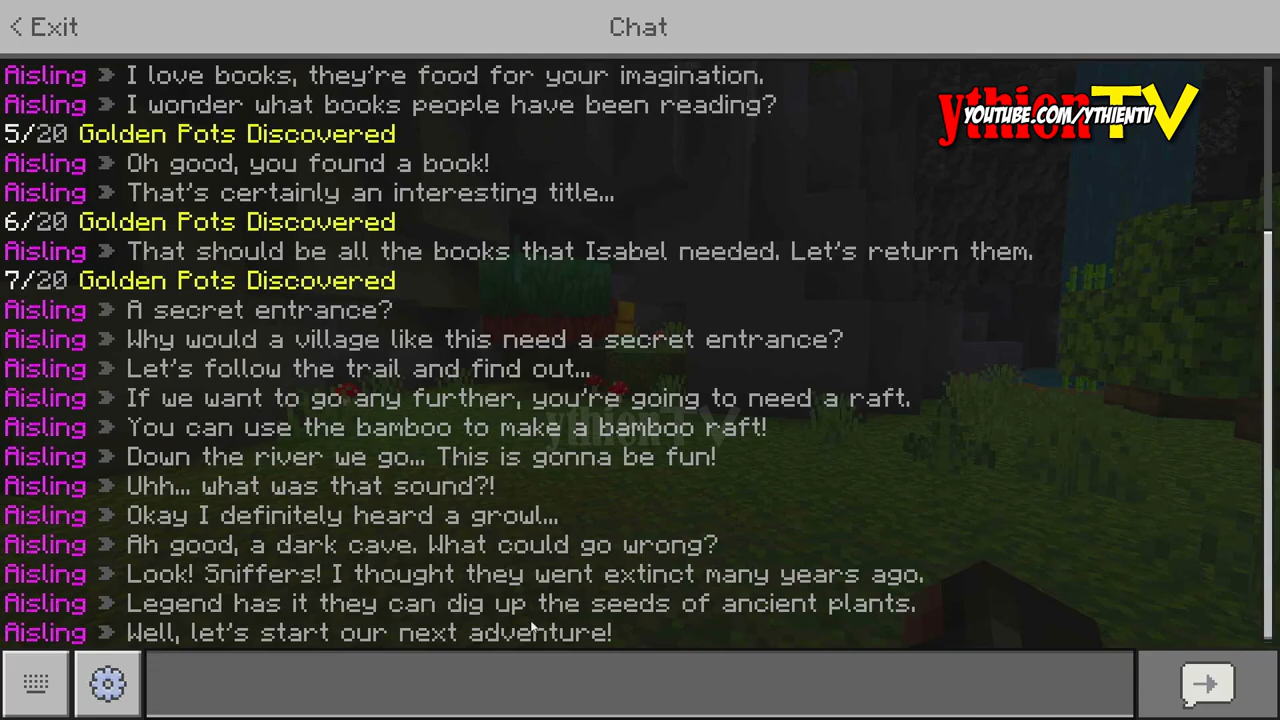 < Exit
Chat
Aisling » I love books, they're food for your imagination.
Aisling » I wonder what books people have been reading?
5/20 Golden Pots Discovered
Aisling » Oh good, you found a book!
Aisling » That's certainly an interesting title...
6/20 Golden Pots Discovered
Aisling » That should be all the books that Isabel needed. Let's return them.
7/20 Golden Pots Discovered
Aisling » A secret entrance?
Aisling » Why would a village like this need a secret entrance?
Aisling » Let's follow the trail and find out...
Aisling » If we want to go any further, you're going to need a raft.
Aisling » You can use the bamboo to make a bamboo raft!
Aisling » Down the river we go... This is gonna be fun!
Aisling » Uhh... what was that sound?!
Aisling » Okay I definitely heard a growl...
Aisling » Ah good, a dark cave. What could go wrong?
Aisling » Look! Sniffers! I thought they went extinct many years ago.
Aisling » Legend has it they can dig up the seeds of ancient plants.
Aisling » Well, let's start our next adventure!
ythienTV
YOUTUBE.COM/YTHIENTV
ythienTV